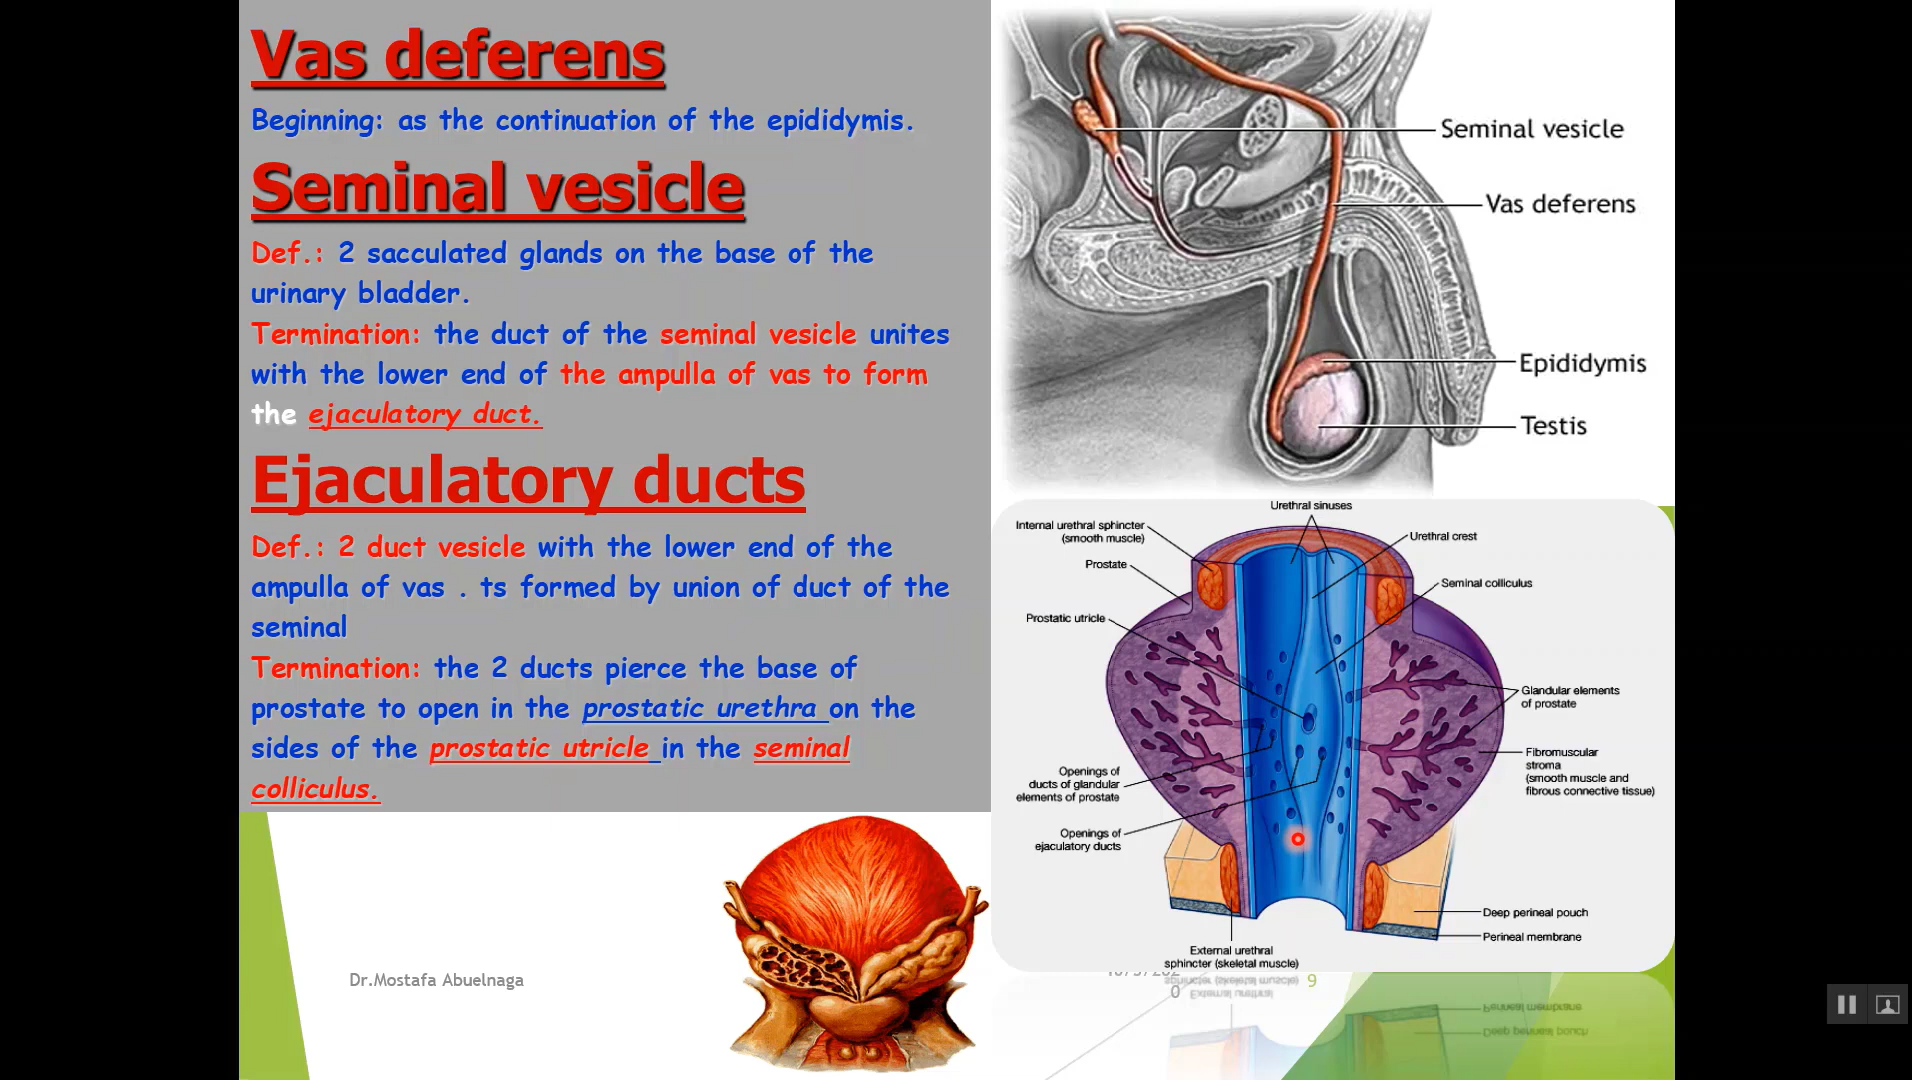 Vas deferens
Beginning: as the continuation of the epididymis.
Seminal vesicle
Def.: 2 sacculated glands on the base of the
urinary bladder.
Termination: the duct of the seminal vesicle unites
with the lower end of the ampulla of vas to form
the ejaculatory duct.
Ejaculatory ducts
Def.: 2 duct vesicle with the lower end of the
ampulla of vas . ts formed by union of duct of the
seminal
Termination: the 2 ducts pierce the base of
prostate to open in the prostatic urethra on the
sides of the prostatic utricle in the seminal
colliculus.
Seminal vesicle
Vas deferens
Epididymis
Testis
Urethral sinuses
Internal urethral sphincter
(smooth muscle)
Urethral crest
Prostate
Seminal colliculus
Prostatic utricle
Glandular elements
of prostate
Fibromuscular
stroma
(smooth muscle and
fibrous connective tissue)
Openings of
ducts of glandular
elements of prostate
Openings of
ejaculatory ducts
Deep perineal pouch
Perineal membrane
External urethral
sphincter (skeletal muscle)
Dr.Mostafa Abuelnaga
0
9